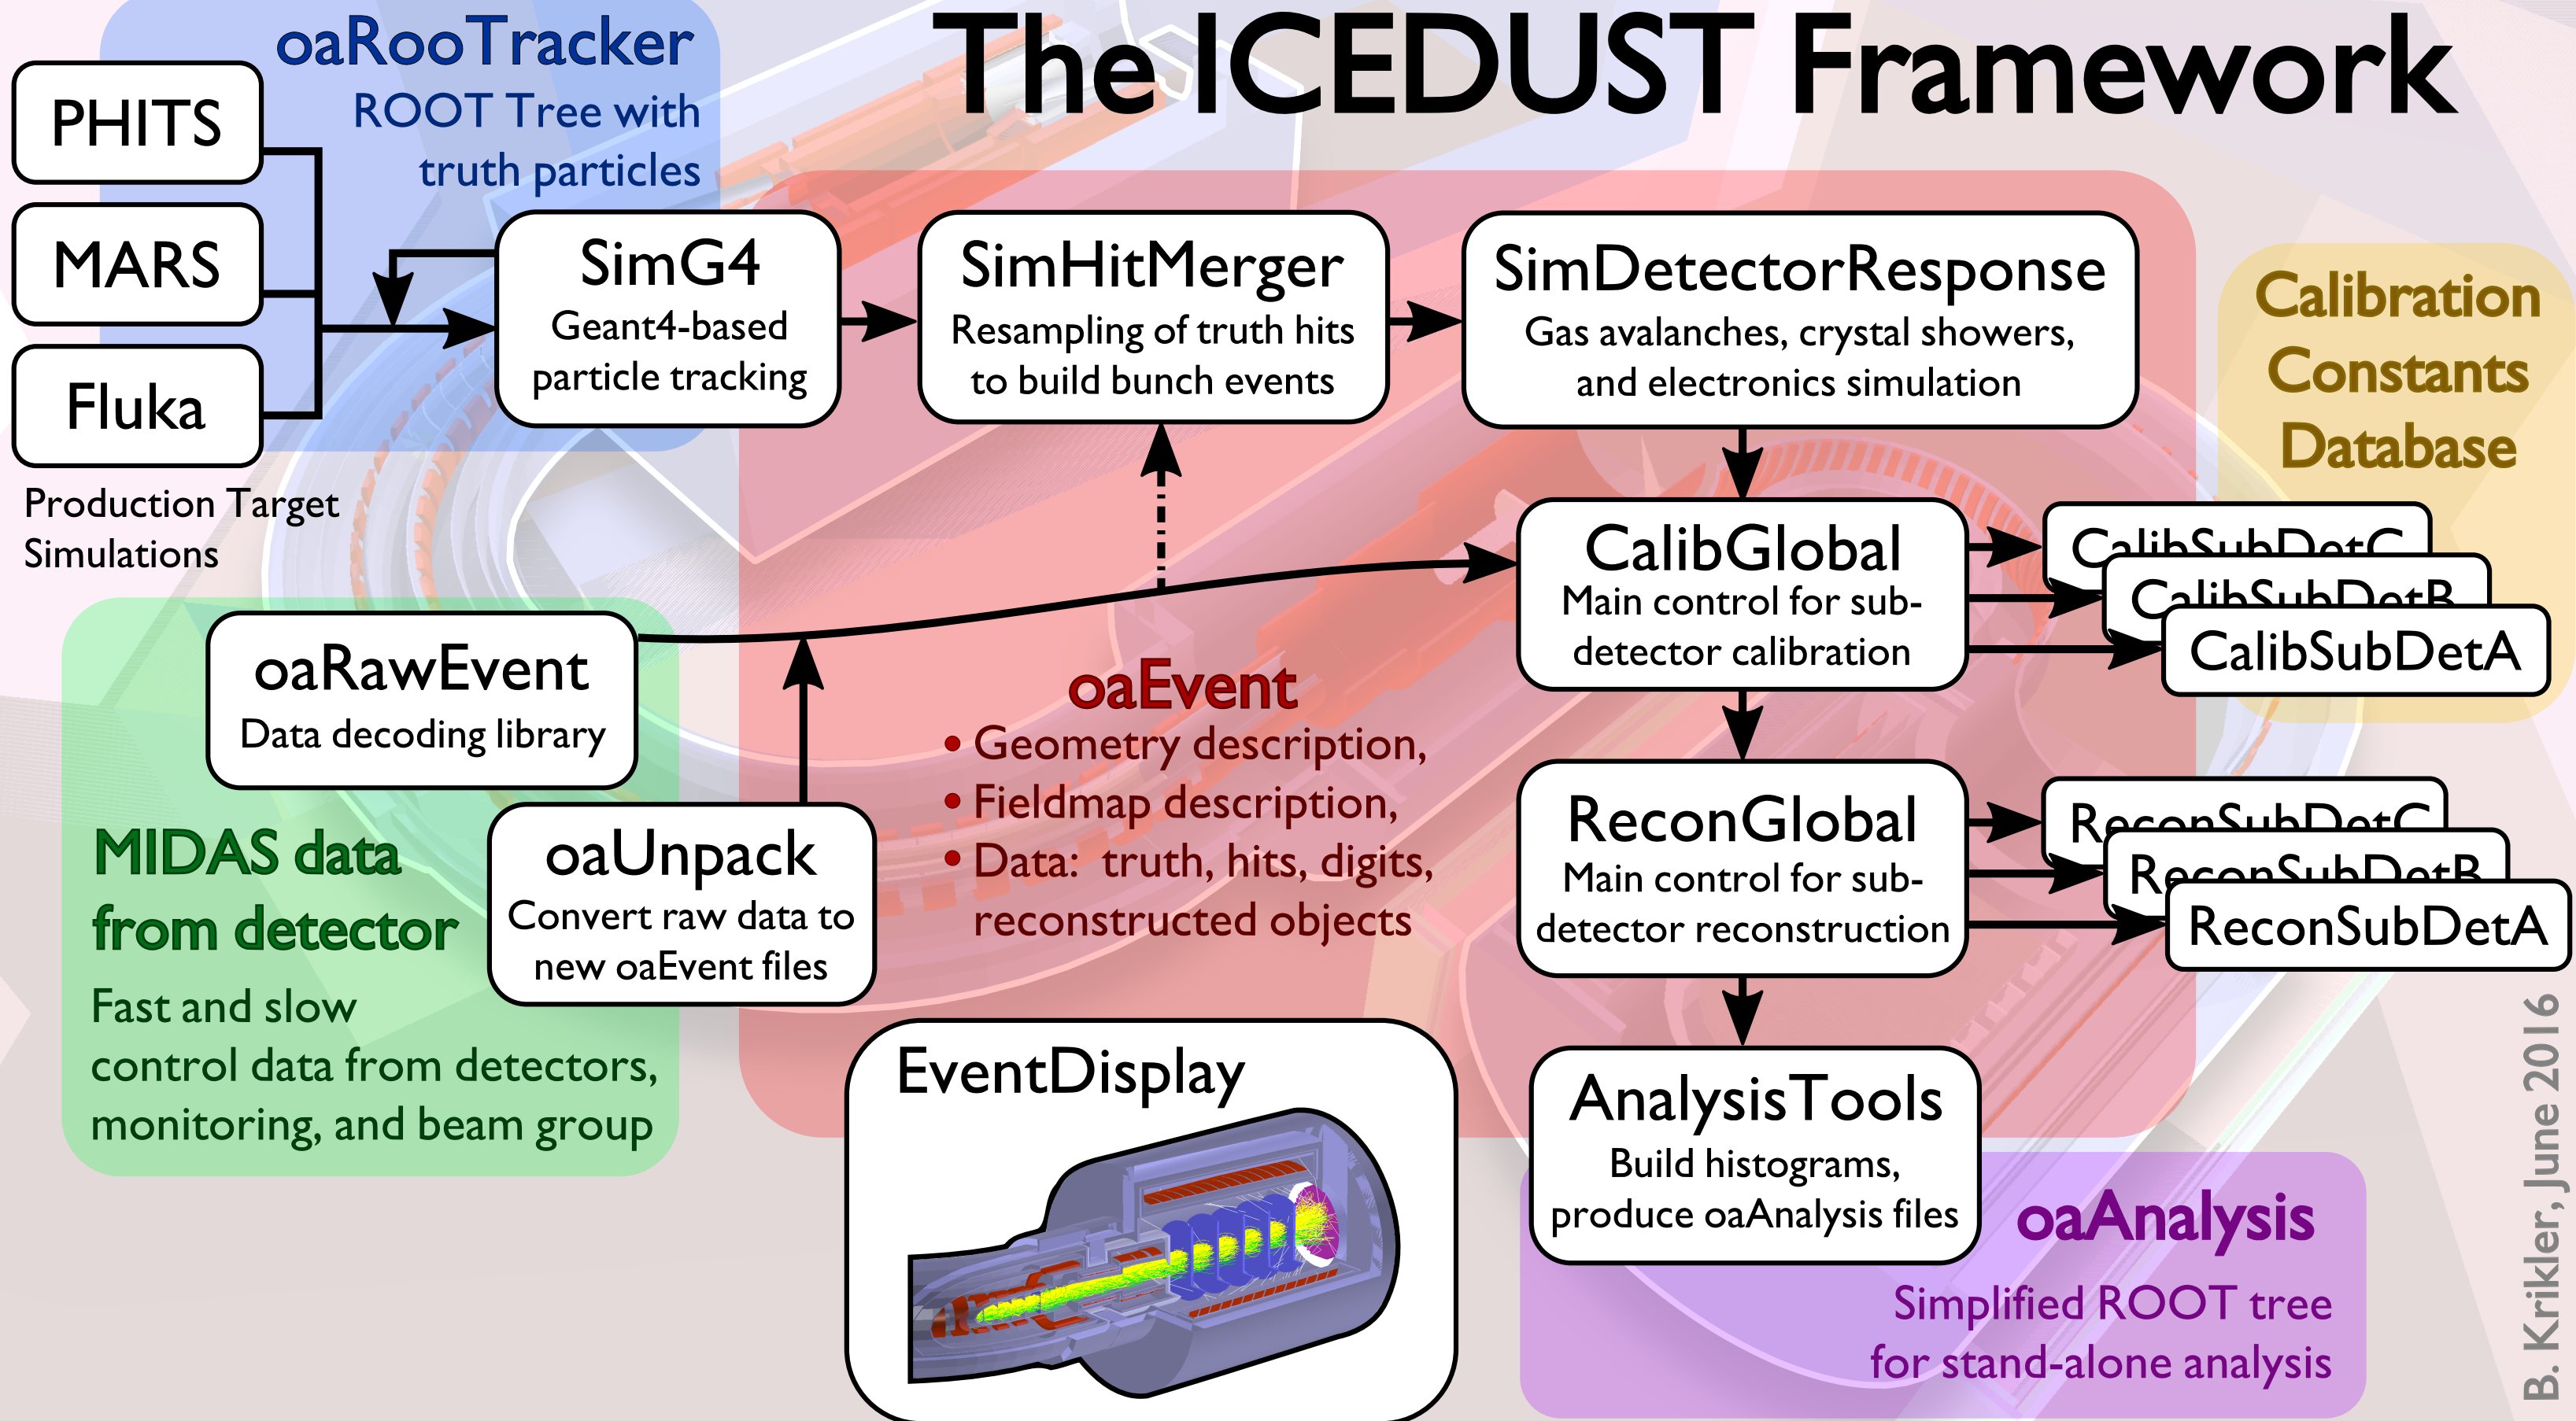 The ICEDUST Framework
oaRooTracker
ROOT Tree with
truth particles
PHITS
MARS
Fluka
Production Target
Simulations
SimG4
Geant4-based
particle tracking
SimHitMerger
Resampling of truth hits
to build bunch events
SimDetectorResponse
Gas avalanches, crystal showers,
and electronics simulation
Calibration
Constants
Database
CalibGlobal
Main control for sub-
detector calibration
CalibSubDetC
CalibSubDetB
CalibSubDetA
oaRawEvent
Data decoding library
oaUnpack
Convert raw data to
new oaEvent files
MIDAS data
from detector
Fast and slow
control data from detectors,
monitoring, and beam group
oaEvent
• Geometry description,
• Fieldmap description,
• Data: truth, hits, digits,
reconstructed objects
ReconGlobal
Main control for sub-
detector reconstruction
ReconSubDetC
ReconSubDetB
ReconSubDetA
EventDisplay
AnalysisTools
Build histograms,
produce oaAnalysis files
oaAnalysis
Simplified ROOT tree
for stand-alone analysis
B. Krikler, June 2016